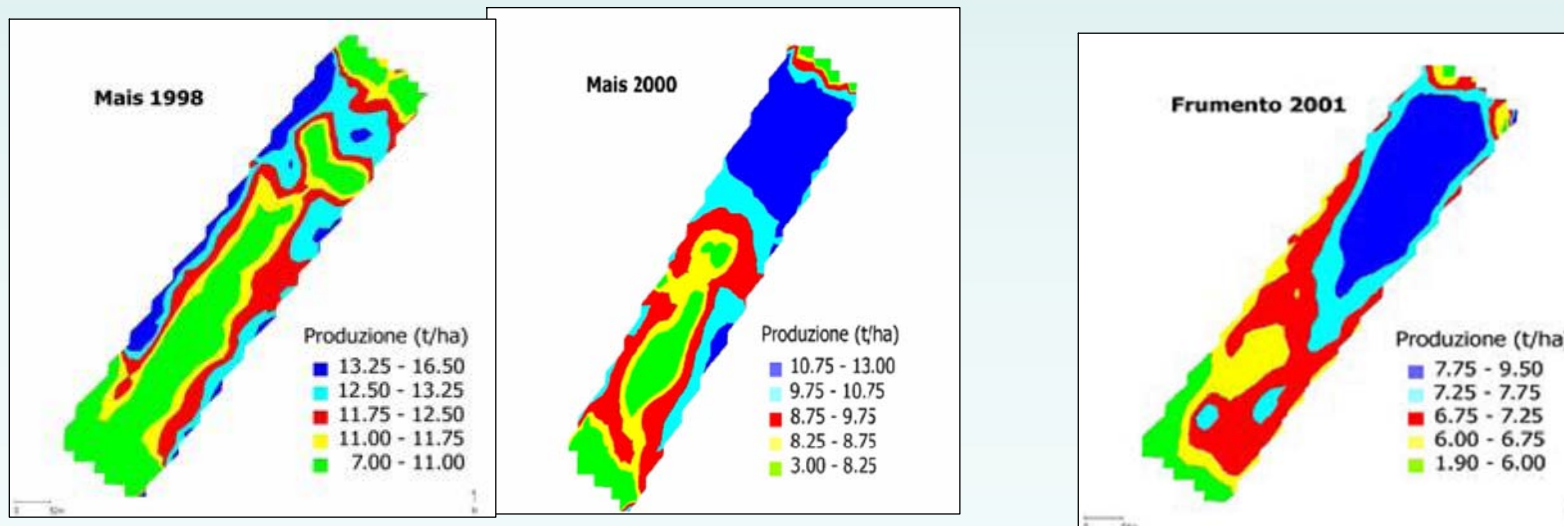 Mais 1998
Produzione (t/ha)
13.25 - 16.50
12.50 - 13.25
11.75 - 12.50
11.00 - 11.75
7.00 - 11.00
Mais 2000
Produzione (t/ha)
10.75 - 13.00
9.75 - 10.75
8.75 - 9.75
8.25 - 8.75
3.00 - 8.25
Frumento 2001
Produzione (t/ha
7.75 - 9.50
7.25 - 7.75
6.75 - 7.25
6.00 - 6.75
1.90 - 6.00